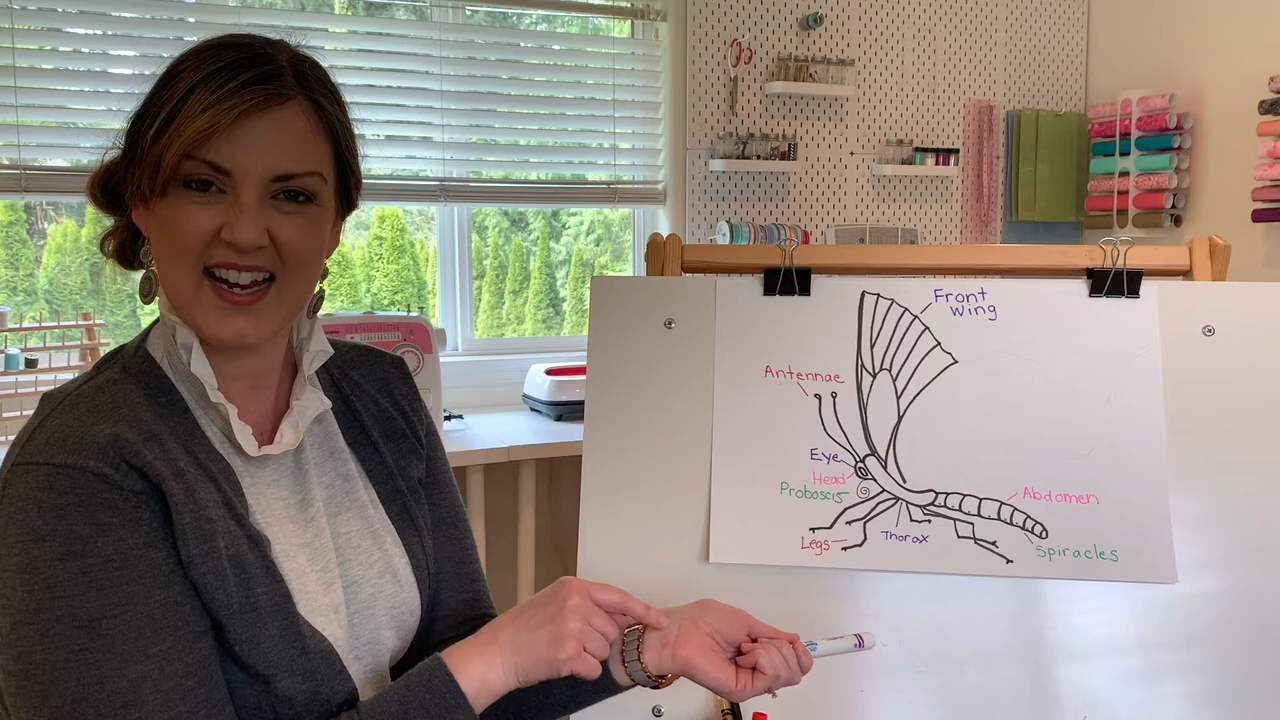 Front
wing
Antennae
Eye
Head
Proboscis
Abdomen
Legs
Thorax
Spiracles